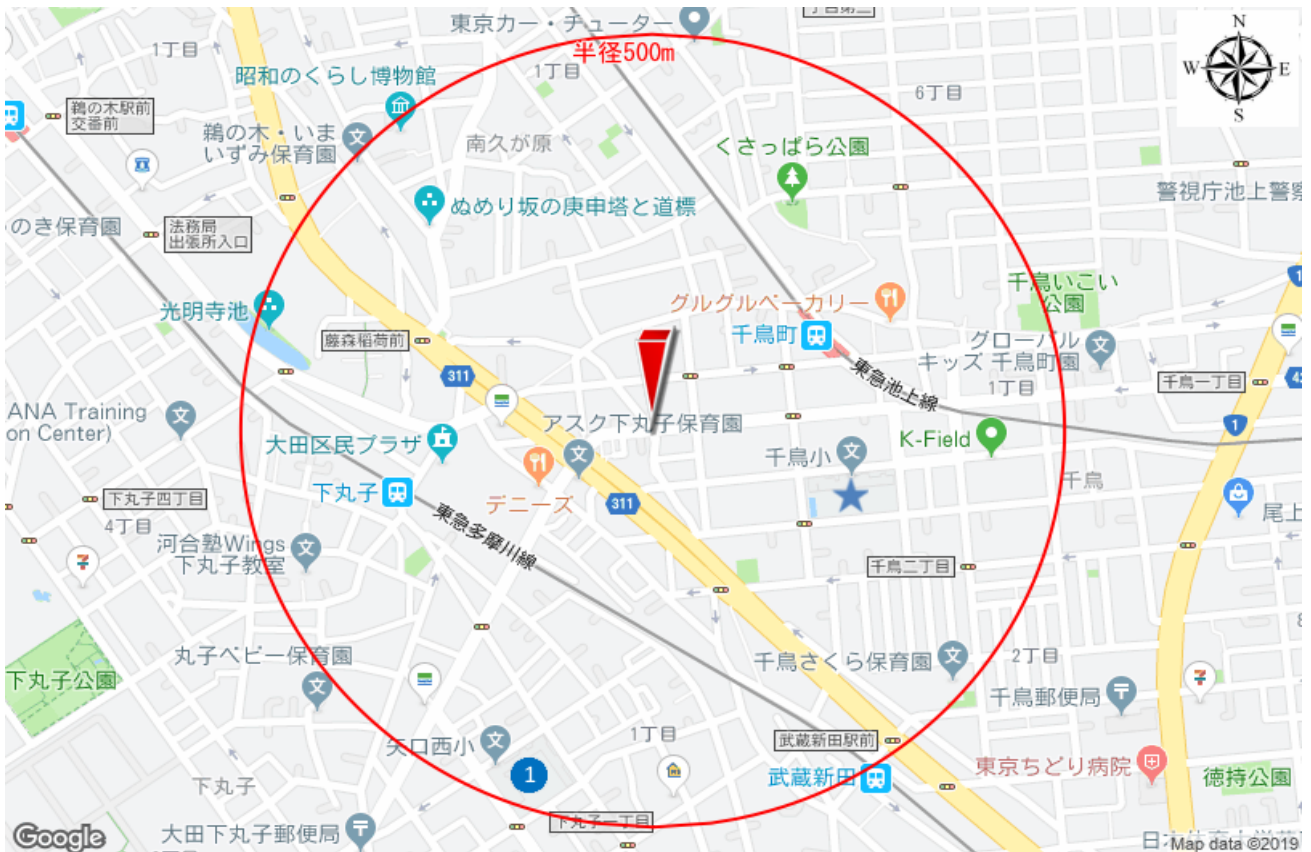 東京カー・チューター
N
1丁目
半径500m
昭和のくらし博物館
1丁目
W
E
6丁目
鵜の木駅前
交番前
S
鵜の木・いま
いずみ保育園
南久が原
くさっぱら公園
ぬめり坂の庚申塔と道標
警視庁池上警察
のき保育園
法務局
出張所入口
千鳥いこい
公園
1
光明寺池
グルグルベーカリー
藤森稲荷前
千鳥町
グローバル
キッズ 千鳥町園
311
東急池上線
1丁目
千鳥一丁目
ANA Training
on Center)
アスク下丸子保育園
1
大田区民プラザ
K-Field
千鳥小
下丸子
千鳥
下丸子四丁目
デニーズ
311
尾上
4丁目
東急多摩川線
河合塾Wings
下丸子教室
千鳥二丁目
丸子ベビー保育園
千鳥さくら保育園
2丁目
下丸子公園
千鳥郵便局
矢口西小
1丁目
武蔵新田駅前
1
武蔵新田
東京ちどり病院
徳持公園
下丸子
下丸子一丁目
Google
大田下丸子郵便局
Map data ©2019